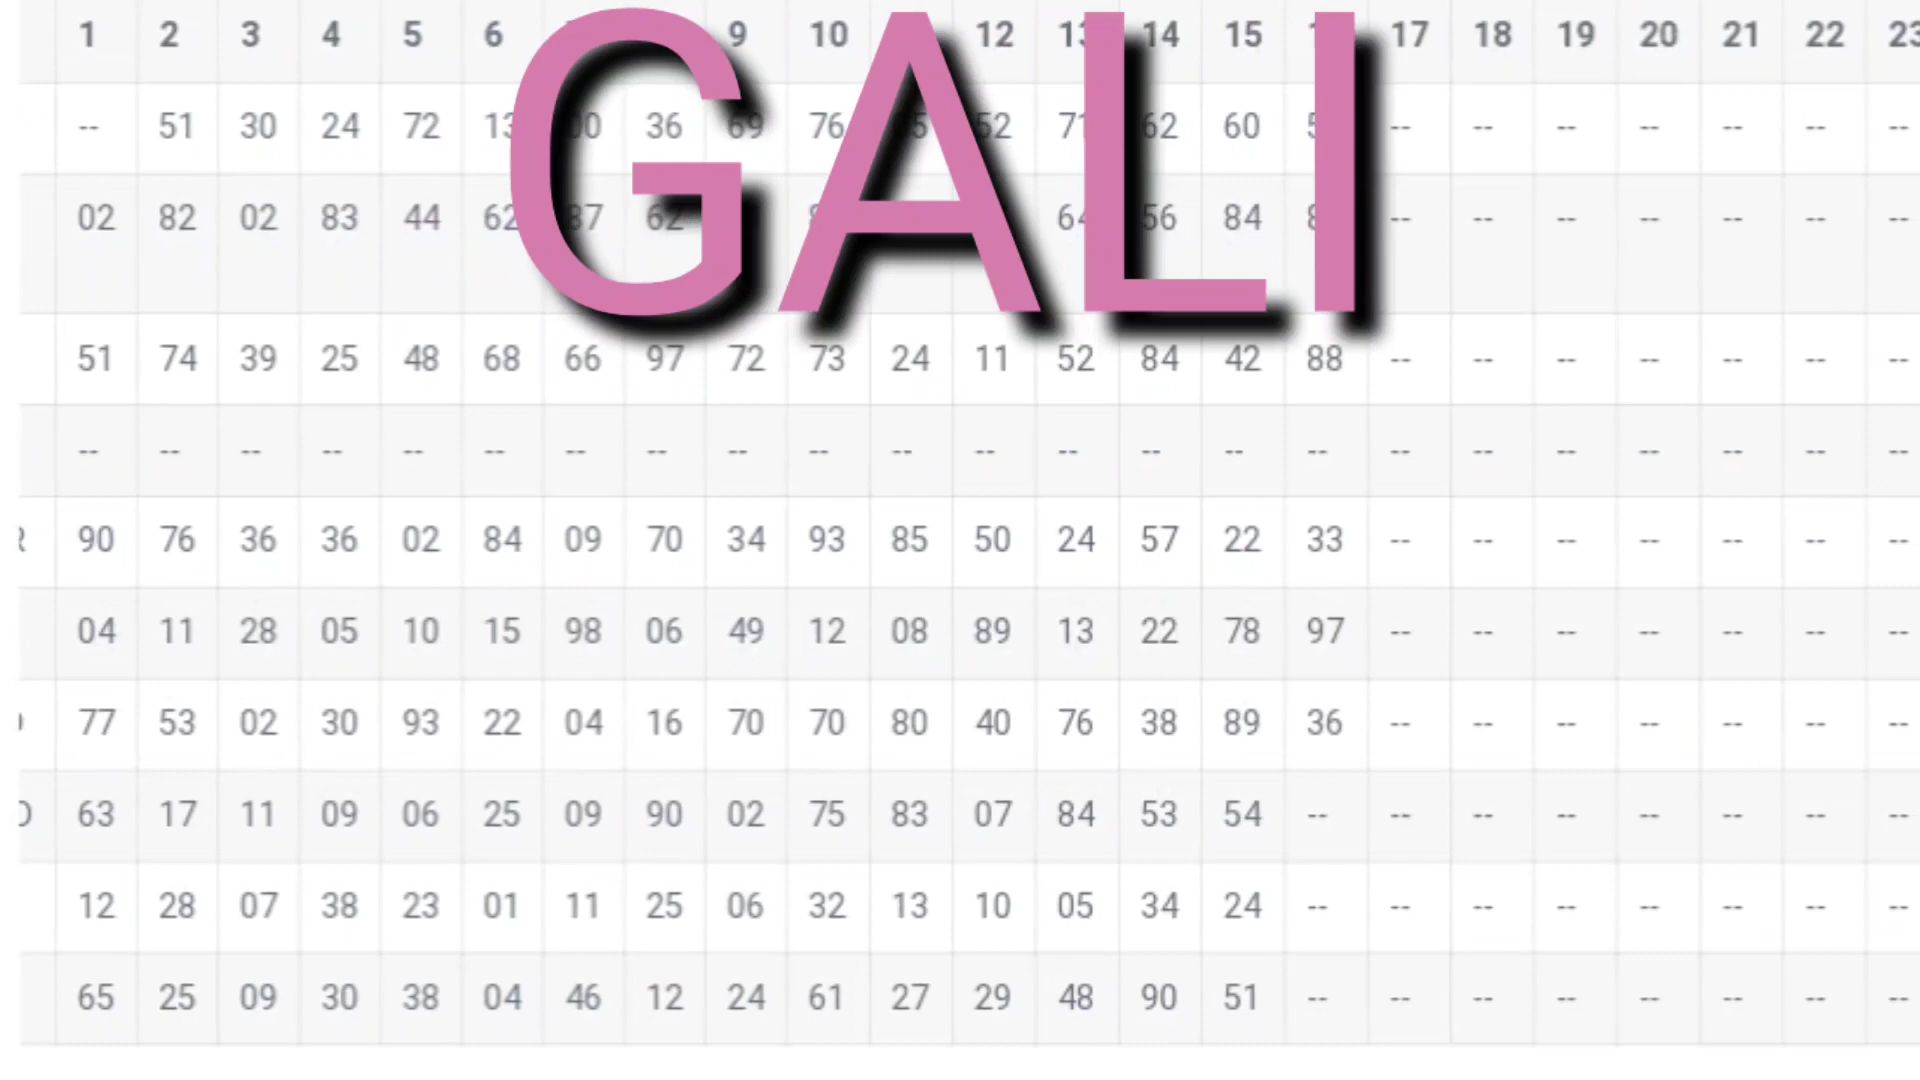 GALI
1 2 3 4 5 6 9 10 12 14 15 17 18 19 20 21 22
-- 51 30 24 72 36 69 76 52 62 60 -- -- -- -- -- -- --
02 82 02 83 44 62 87 62 56 84 -- -- -- -- -- -- --
51 74 39 25 48 68 66 97 72 73 24 11 52 84 42 88 -- -- -- -- -- -- --
-- -- -- -- -- -- -- -- -- -- -- -- -- -- -- -- -- -- -- -- -- -- --
90 76 36 36 02 84 09 70 34 93 85 50 24 57 22 33 -- -- -- -- -- -- --
04 11 28 05 10 15 98 06 49 12 08 89 13 22 78 97 -- -- -- -- -- -- --
77 53 02 30 93 22 04 16 70 70 80 40 76 38 89 36 -- -- -- -- -- -- --
63 17 11 09 06 25 09 90 02 75 83 07 84 53 54 -- -- -- -- -- -- -- --
12 28 07 38 23 01 11 25 06 32 13 10 05 34 24 -- -- -- -- -- -- -- --
65 25 09 30 38 04 46 12 24 61 27 29 48 90 51 -- -- -- -- -- -- -- --